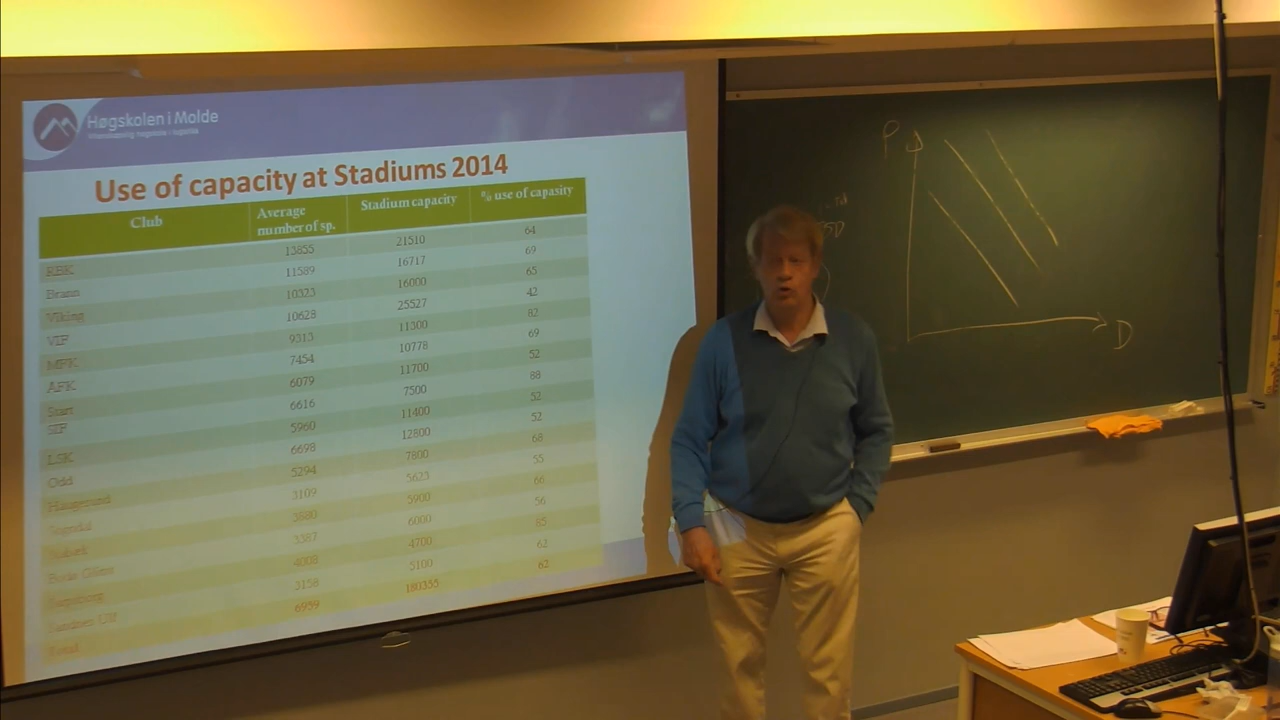 Høgskolen i Molde
Vitenskapelig høgskole i logistikk
Use of capacity at Stadiums 2014
Club Average number of sp. Stadium capacity % use of capasity
RBK 13855 21510 64
Brann 11589 16717 69
Viking 10323 16000 65
VIF 10628 25527 42
MFK 9313 11300 82
AFK 7454 10778 69
Start 6079 11700 52
SIF 6616 7500 88
LSK 5960 11400 52
Odd 6698 12800 52
Haugesund 5294 7800 68
Sogndal 3109 5623 55
3880 5900 66
Bodø Glimt 3387 6000 56
Sarpsborg 4008 4700 85
Sandnes Ulf 3158 5100 62
Total 6959 180355 62
P
D